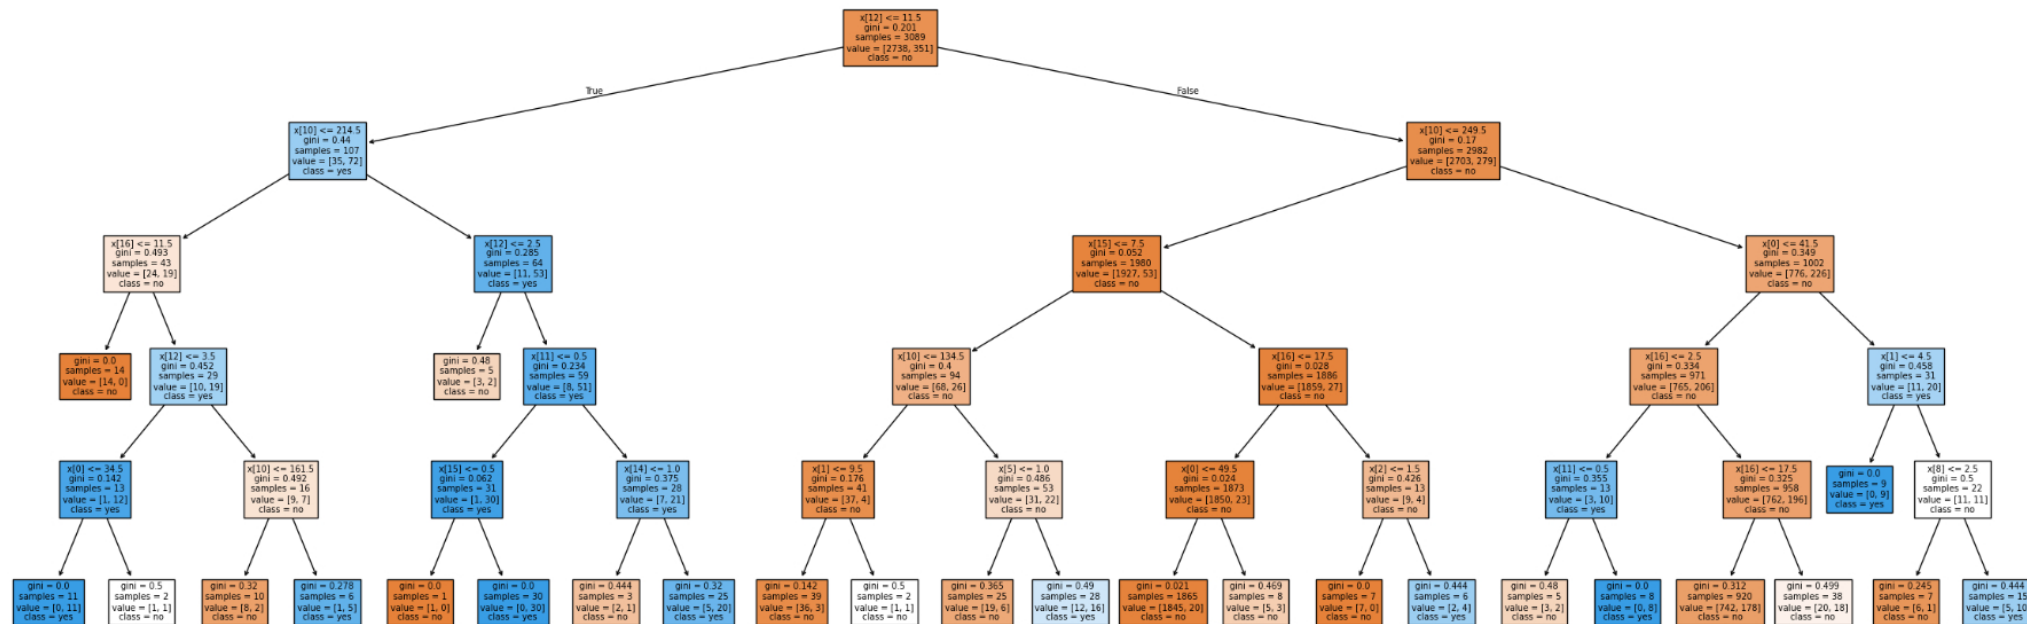 x[12] <= 11.5
gini = 0.201
samples = 3089
value = [2738, 351]
class = no
True
False
x[10] <= 214.5
gini = 0.44
samples = 107
value = [35, 72]
class = yes
x[10] <= 249.5
gini = 0.17
samples = 2982
value = [2703, 279]
class = no
x[16] <= 11.5
gini = 0.493
samples = 43
value = [24, 19]
class = no
x[12] <= 2.5
gini = 0.285
samples = 64
value = [11, 53]
class = yes
x[15] <= 7.5
gini = 0.052
samples = 1980
value = [1927, 53]
class = no
x[0] <= 41.5
gini = 0.349
samples = 1002
value = [776, 226]
class = no
gini = 0.0
samples = 14
value = [14, 0]
class = no
x[12] <= 3.5
gini = 0.452
samples = 29
value = [10, 19]
class = yes
gini = 0.48
samples = 5
value = [3, 2]
class = no
x[11] <= 0.5
gini = 0.234
samples = 59
value = [8, 51]
class = yes
x[10] <= 134.5
gini = 0.4
samples = 94
value = [68, 26]
class = no
x[16] <= 17.5
gini = 0.028
samples = 1886
value = [1859, 27]
class = no
x[16] <= 2.5
gini = 0.334
samples = 971
value = [765, 206]
class = no
x[1] <= 4.5
gini = 0.458
samples = 31
value = [11, 20]
class = yes
x[0] <= 34.5
gini = 0.142
samples = 13
value = [1, 12]
class = yes
x[10] <= 161.5
gini = 0.492
samples = 16
value = [9, 7]
class = no
x[15] <= 0.5
gini = 0.062
samples = 31
value = [1, 30]
class = yes
x[14] <= 1.0
gini = 0.375
samples = 28
value = [7, 21]
class = yes
x[1] <= 9.5
gini = 0.176
samples = 41
value = [37, 4]
class = no
x[5] <= 1.0
gini = 0.486
samples = 53
value = [31, 22]
class = no
x[0] <= 49.5
gini = 0.024
samples = 1873
value = [1850, 23]
class = no
x[2] <= 1.5
gini = 0.426
samples = 13
value = [9, 4]
class = no
x[11] <= 0.5
gini = 0.355
samples = 13
value = [3, 10]
class = yes
x[16] <= 17.5
gini = 0.325
samples = 958
value = [762, 196]
class = no
gini = 0.0
samples = 9
value = [0, 9]
class = yes
x[8] <= 2.5
gini = 0.5
samples = 22
value = [11, 11]
class = no
gini = 0.0
samples = 11
value = [0, 11]
class = yes
gini = 0.5
samples = 2
value = [1, 1]
class = no
gini = 0.32
samples = 10
value = [8, 2]
class = no
gini = 0.278
samples = 6
value = [1, 5]
class = yes
gini = 0.0
samples = 1
value = [1, 0]
class = no
gini = 0.0
samples = 30
value = [0, 30]
class = yes
gini = 0.444
samples = 3
value = [2, 1]
class = no
gini = 0.32
samples = 25
value = [5, 20]
class = yes
gini = 0.142
samples = 39
value = [36, 3]
class = no
gini = 0.5
samples = 2
value = [1, 1]
class = no
gini = 0.365
samples = 25
value = [19, 6]
class = no
gini = 0.49
samples = 28
value = [12, 16]
class = yes
gini = 0.021
samples = 1865
value = [1845, 20]
class = no
gini = 0.469
samples = 8
value = [5, 3]
class = no
gini = 0.0
samples = 7
value = [7, 0]
class = no
gini = 0.444
samples = 6
value = [2, 4]
class = yes
gini = 0.48
samples = 5
value = [3, 2]
class = no
gini = 0.0
samples = 8
value = [0, 8]
class = yes
gini = 0.312
samples = 920
value = [742, 178]
class = no
gini = 0.499
samples = 38
value = [20, 18]
class = no
gini = 0.245
samples = 7
value = [6, 1]
class = no
gini = 0.444
samples = 15
value = [5, 10]
class = yes